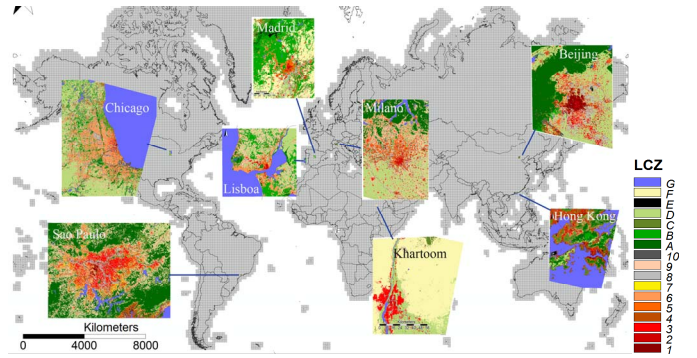 Madrid
Beijing
Chicago
Milano
Lisboa
Sao Paulo
Hong Kong
Khartoom
Kilometers
0 4000 8000
LCZ
G
F
E
D
C
B
A
10
9
8
7
6
5
4
3
2
1